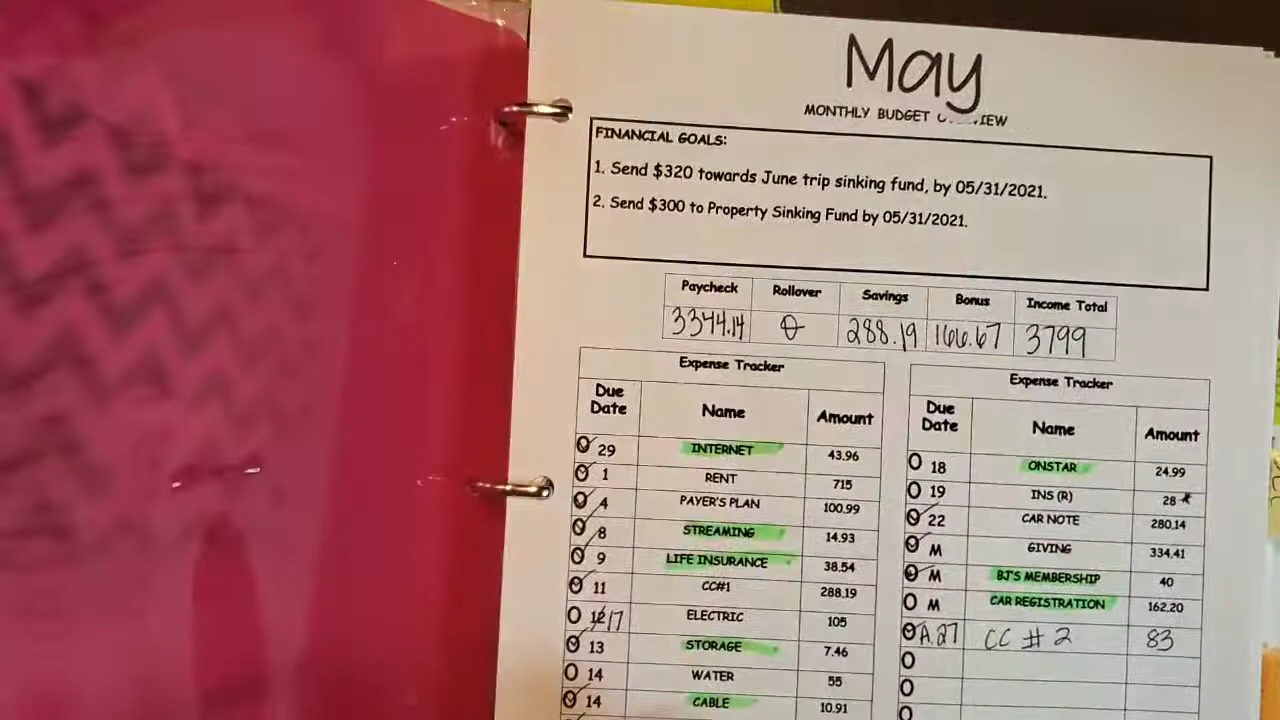 May
MONTHLY BUDGET
FINANCIAL GOALS:
1. Send $320 towards June trip sinking fund, by 05/31/2021.
2. Send $300 to Property Sinking Fund by 05/31/2021.
Paycheck Rollover Savings Bonus Income Total
3344.14 0 288.19 166.67 3799
Expense Tracker
Due Date Name Amount
29 INTERNET 43.96
1 RENT 715
4 PAYER'S PLAN 100.99
8 STREAMING 14.93
9 LIFE INSURANCE 38.54
11 CC#1 288.19
12/17 ELECTRIC 105
13 STORAGE 7.46
14 WATER 55
14 CABLE 10.91
Expense Tracker
Due Date Name Amount
18 ONSTAR 24.99
19 INS (R) 28*
22 CAR NOTE 280.14
M GIVING 334.41
M BJ'S MEMBERSHIP 40
M CAR REGISTRATION 162.20
A.27 CC #2 83